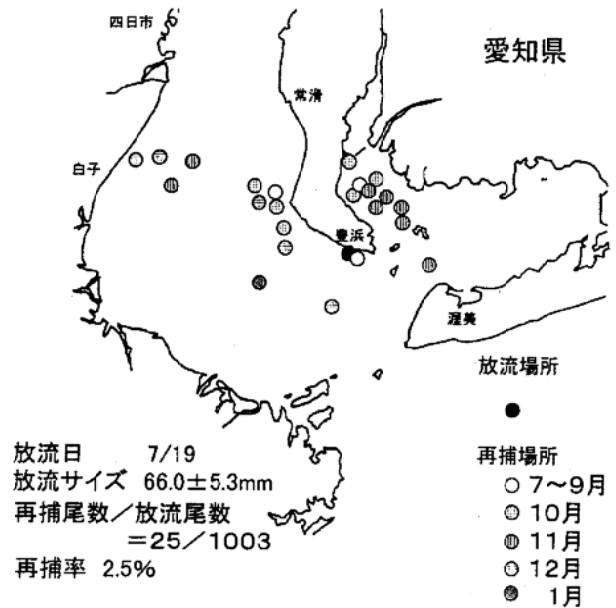 四日市
愛知県
常滑
白子
豊浜
渥美
放流場所
放流日 7/19
放流サイズ 66.0±5.3mm
再捕尾数/放流尾数
=25/1003
再捕率 2.5%
再捕場所
7~9月
10月
11月
12月
1月